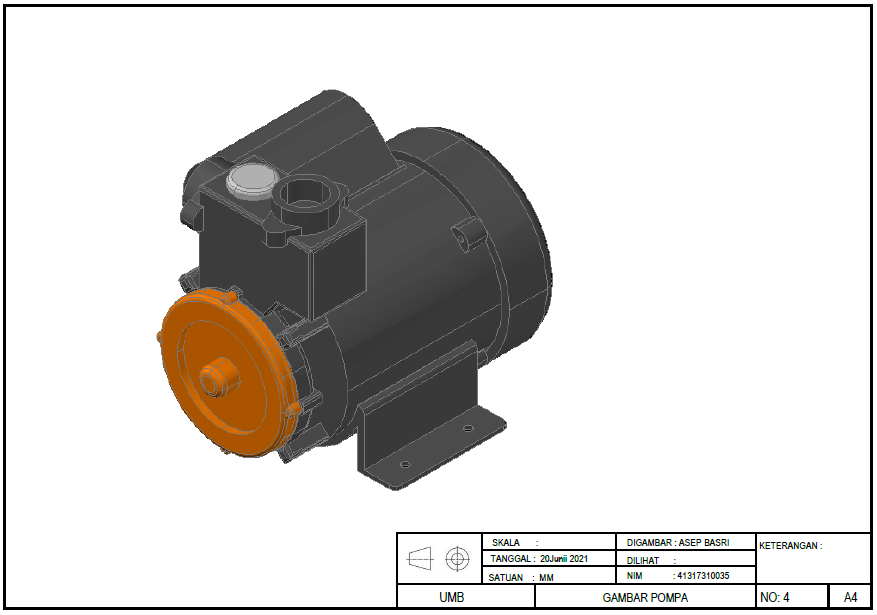 SKALA :
TANGGAL : 20Junii 2021
SATUAN : MM
DIGAMBAR : ASEP BASRI
DILIHAT :
NIM : 41317310035
KETERANGAN :
UMB
GAMBAR POMPA
NO: 4
A4